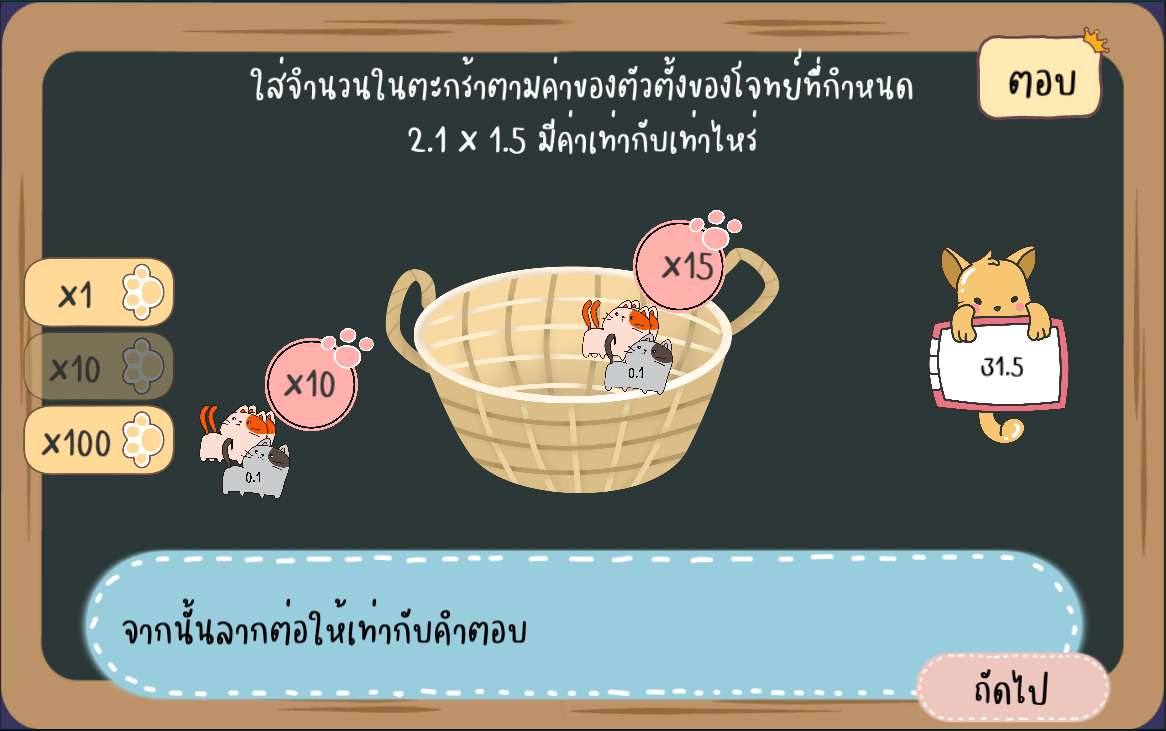 ใส่จำนวนในตะกร้าตามค่าของตัวตั้งของโจทย์ที่กำหนด
2.1 x 1.5 มีค่าเท่ากับเท่าไหร่
ตอบ
x1
x10
x100
x10
0.1
x15
0.1
31.5
จากนั้นลากต่อให้เท่ากับคำตอบ
ถัดไป